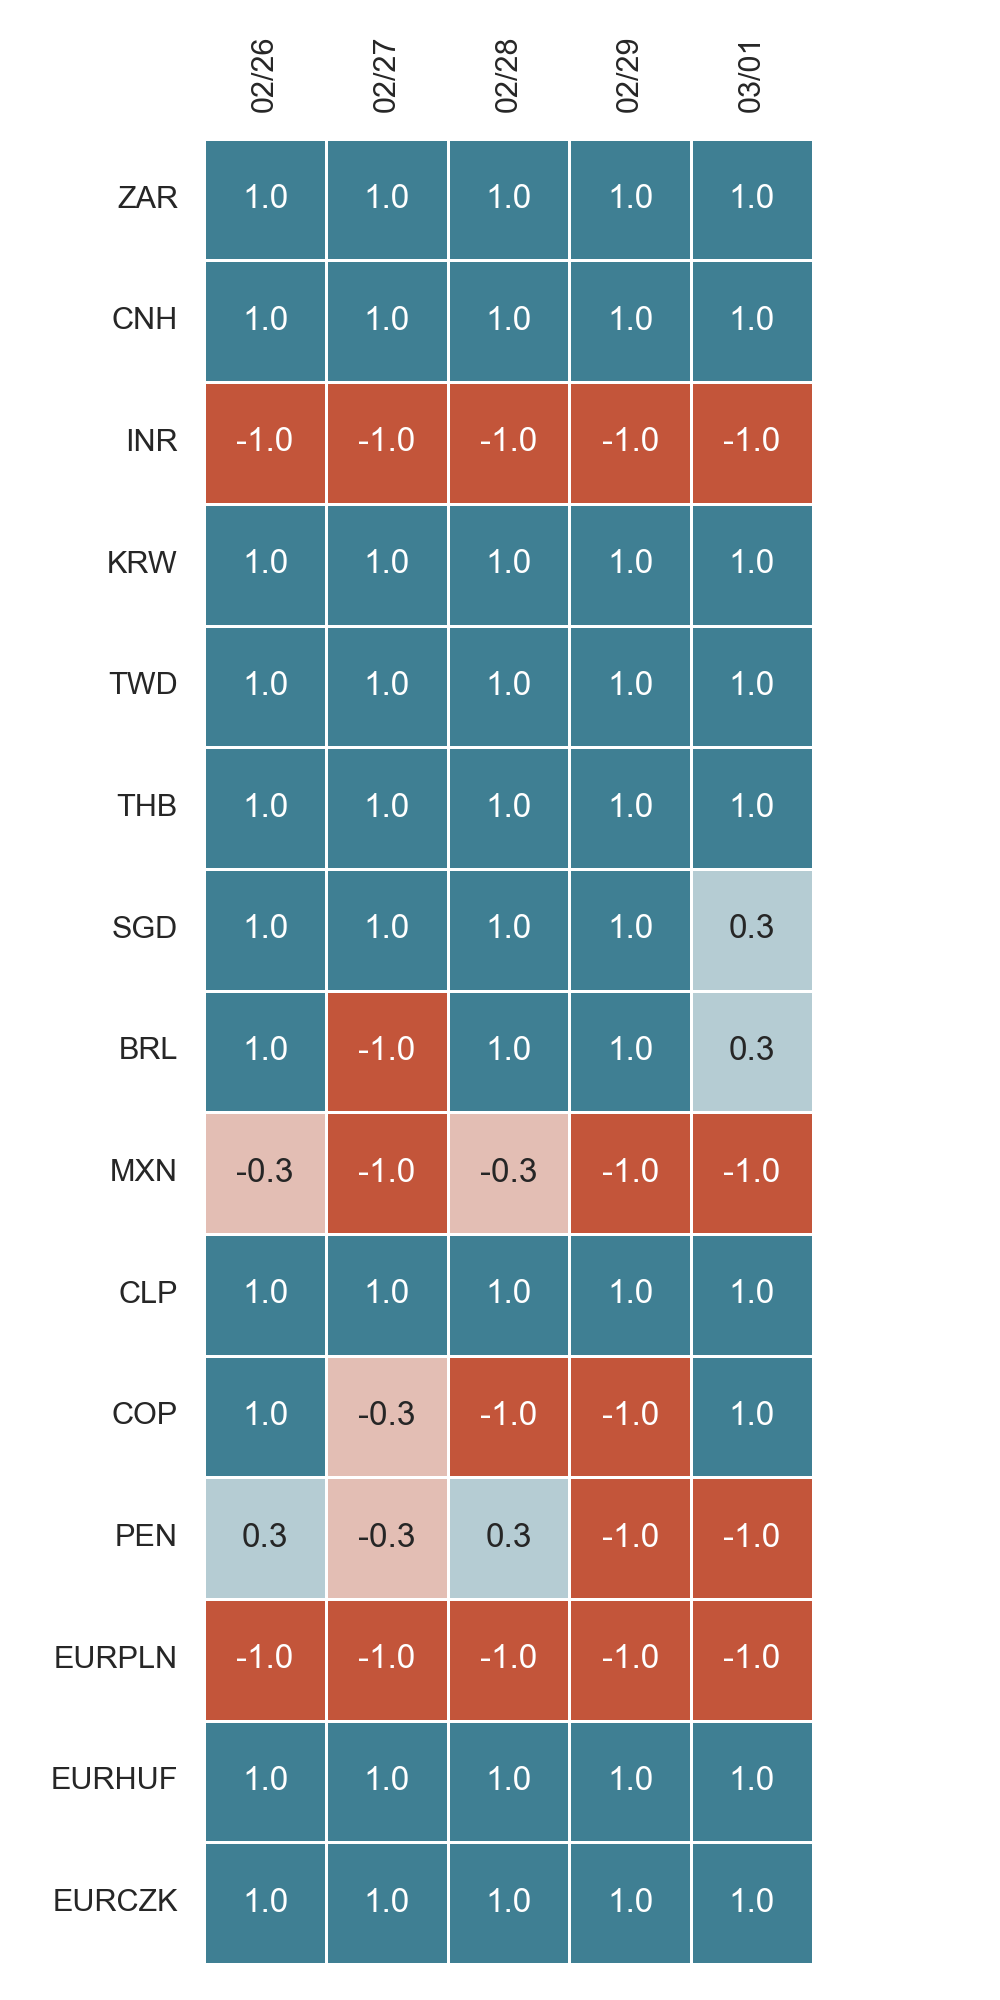 02/26 02/27 02/28 02/29 03/01
ZAR 1.0 1.0 1.0 1.0 1.0
CNH 1.0 1.0 1.0 1.0 1.0
INR -1.0 -1.0 -1.0 -1.0 -1.0
KRW 1.0 1.0 1.0 1.0 1.0
TWD 1.0 1.0 1.0 1.0 1.0
THB 1.0 1.0 1.0 1.0 1.0
SGD 1.0 1.0 1.0 1.0 0.3
BRL 1.0 -1.0 1.0 1.0 0.3
MXN -0.3 -1.0 -0.3 -1.0 -1.0
CLP 1.0 1.0 1.0 1.0 1.0
COP 1.0 -0.3 -1.0 -1.0 1.0
PEN 0.3 -0.3 0.3 -1.0 -1.0
EURPLN -1.0 -1.0 -1.0 -1.0 -1.0
EURHUF 1.0 1.0 1.0 1.0 1.0
EURCZK 1.0 1.0 1.0 1.0 1.0